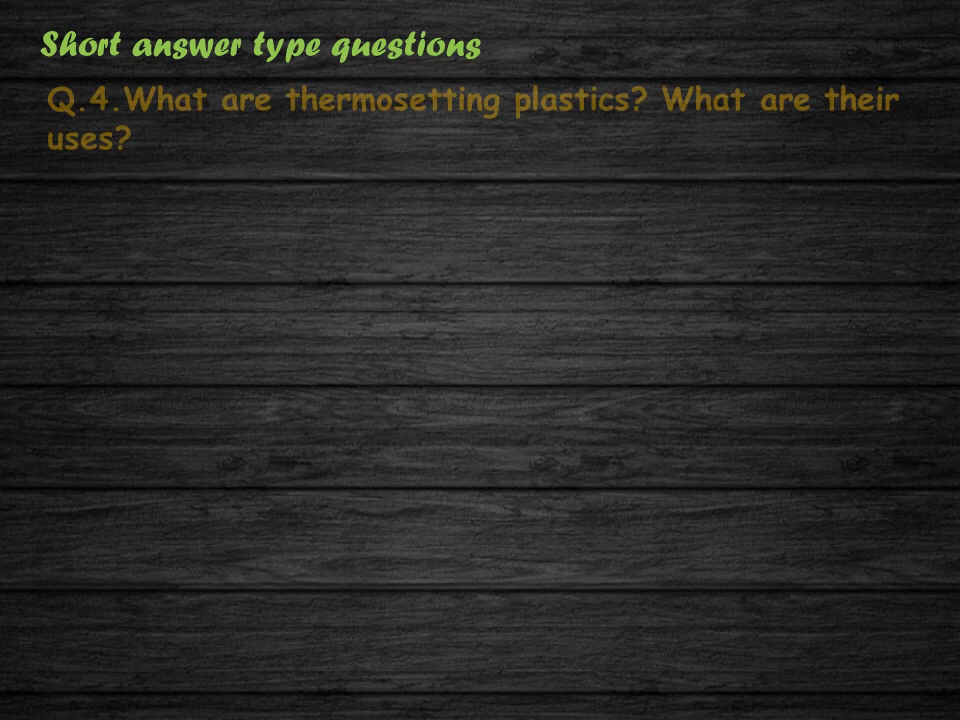 Short answer type questions
Q.4.What are thermosetting plastics? What are their
uses?